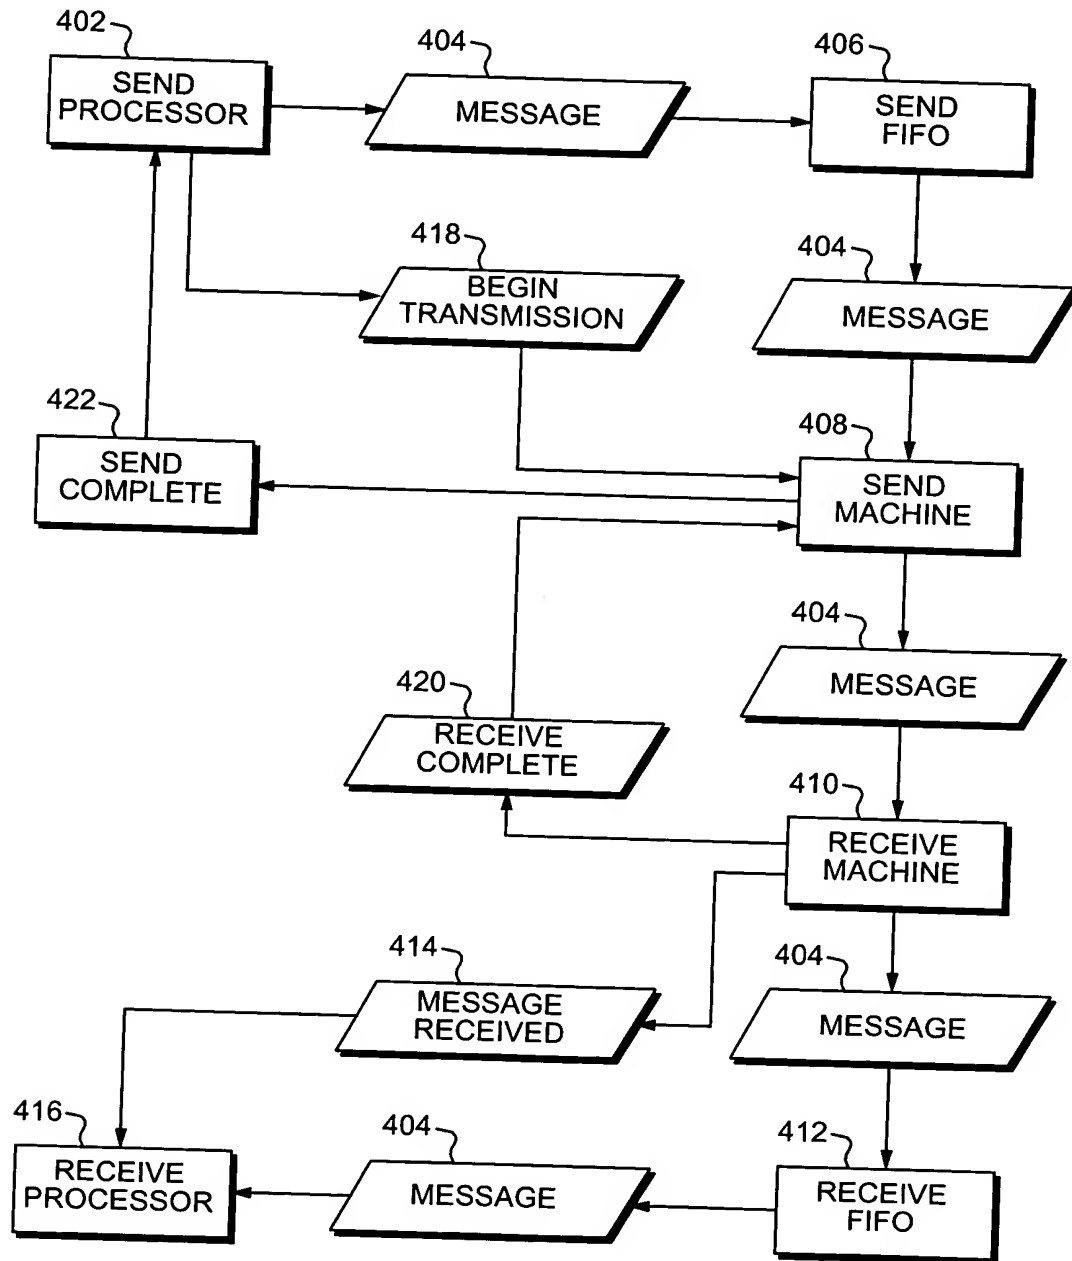 402
SEND
PROCESSOR
404
MESSAGE
406
SEND
FIFO
418
BEGIN
TRANSMISSION
404
MESSAGE
422
SEND
COMPLETE
408
SEND
MACHINE
404
MESSAGE
420
RECEIVE
COMPLETE
410
RECEIVE
MACHINE
414
MESSAGE
RECEIVED
404
MESSAGE
416
RECEIVE
PROCESSOR
404
MESSAGE
412
RECEIVE
FIFO